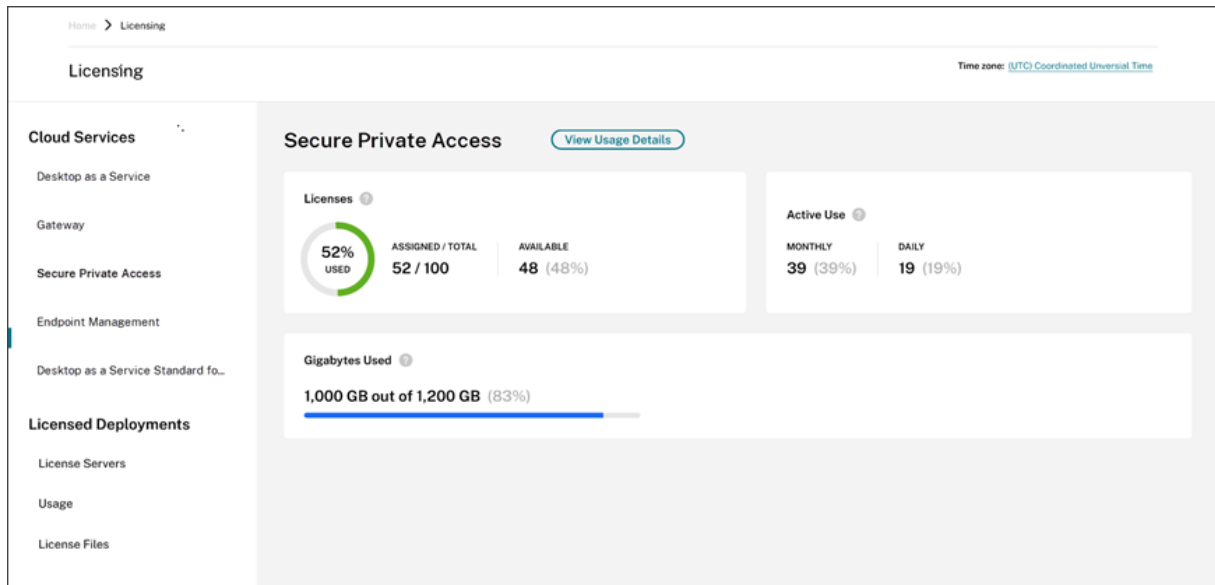 Home > Licensing
Licensing
Time zone: (UTC) Coordinated Unversial Time
Cloud Services
Desktop as a Service
Gateway
Secure Private Access
Endpoint Management
Desktop as a Service Standard fo...
Licensed Deployments
License Servers
Usage
License Files
Secure Private Access
View Usage Details
Licenses ?
52%
USED
ASSIGNED / TOTAL
52 / 100
AVAILABLE
48 (48%)
Active Use ?
MONTHLY
39 (39%)
DAILY
19 (19%)
Gigabytes Used ?
1,000 GB out of 1,200 GB (83%)